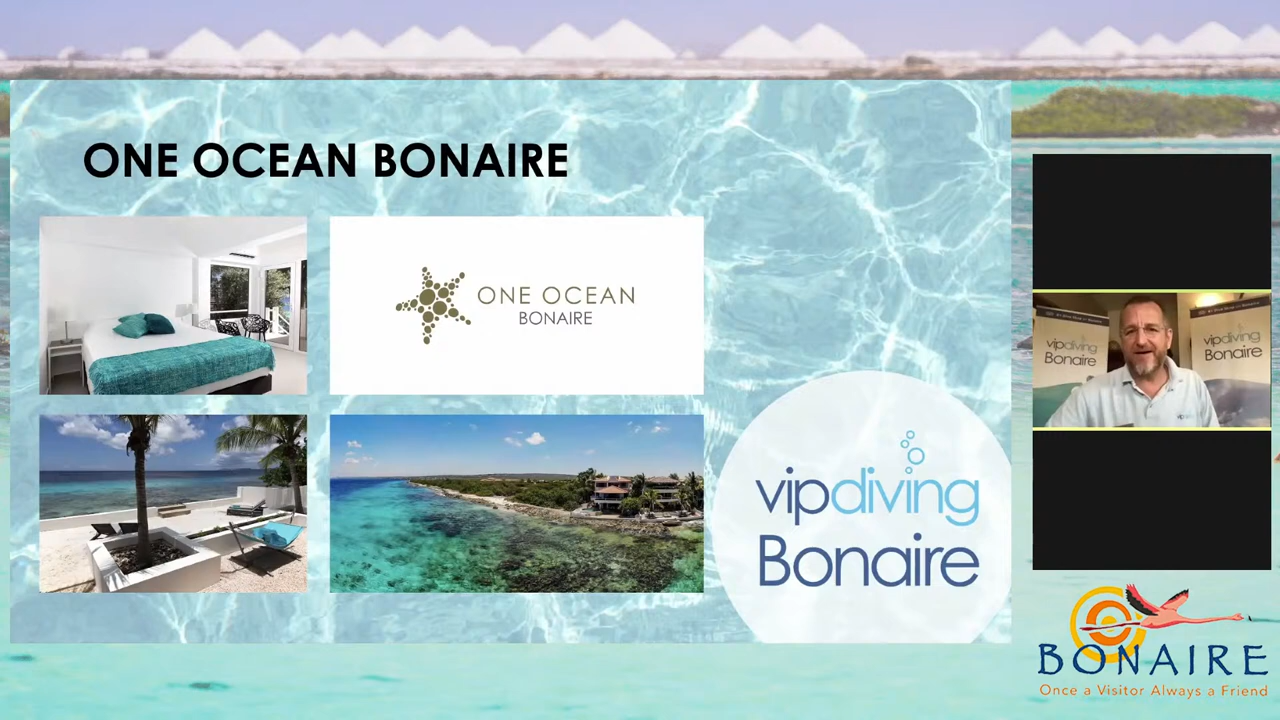 ONE OCEAN BONAIRE
ONE OCEAN
BONAIRE
vipdiving
Bonaire
vipdiving
Bonaire
vipdiving
Bonaire
BONAIRE
Once a Visitor Always a Friend